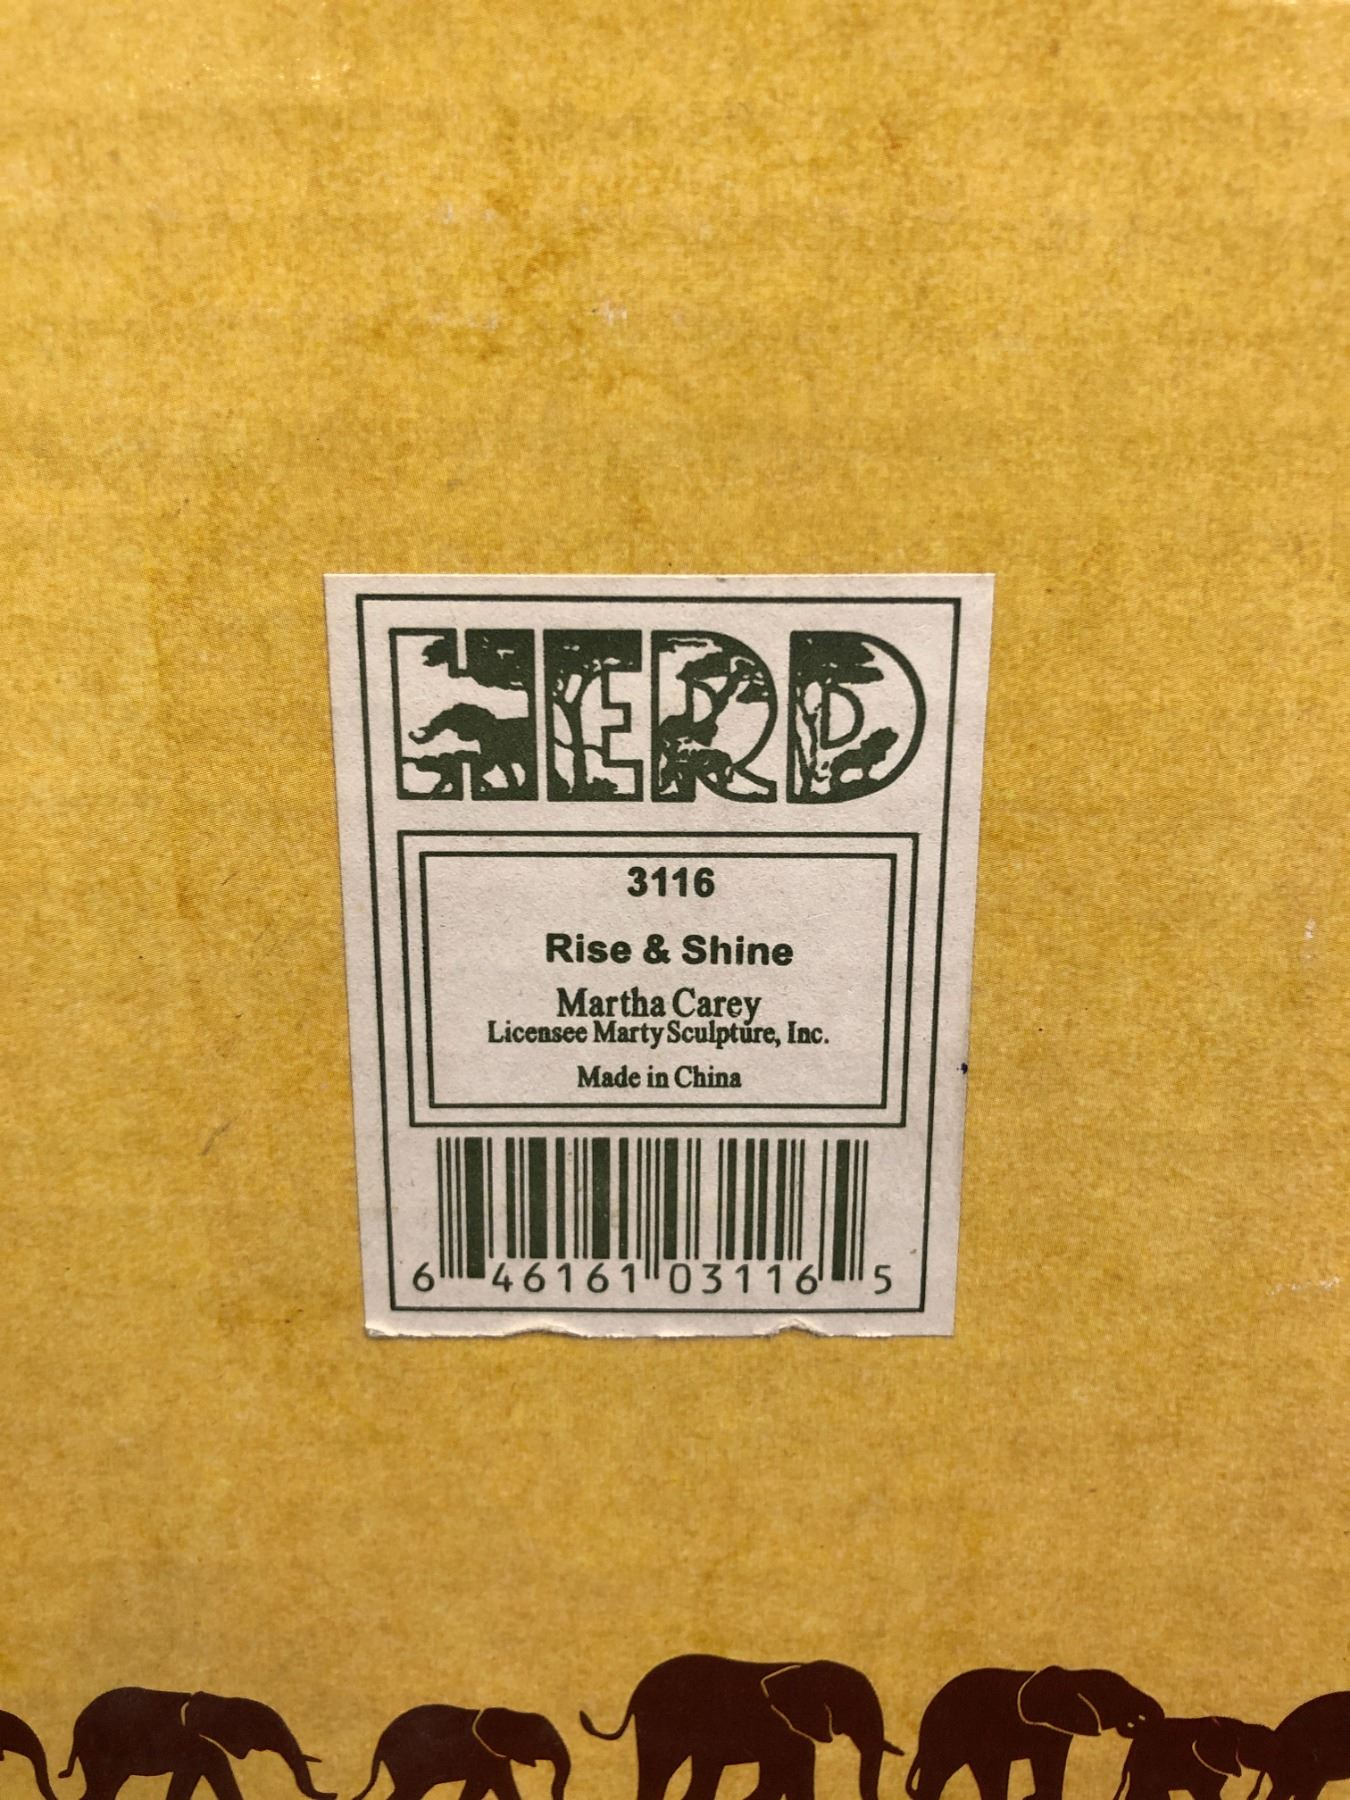 HERD
3116
Rise & Shine
Martha Carey
Licensee Marty Sculpture, Inc.
Made in China
6 46161 03116 5